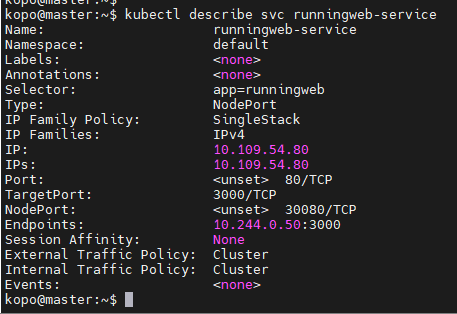 kopo@master:~$
kopo@master:~$ kubectl describe svc runningweb-service
Name:                     runningweb-service
Namespace:                default
Labels:                   <none>
Annotations:              <none>
Selector:                 app=runningweb
Type:                     NodePort
IP Family Policy:         SingleStack
IP Families:              IPv4
IP:                       10.109.54.80
IPs:                      10.109.54.80
Port:                     <unset>  80/TCP
TargetPort:               3000/TCP
NodePort:                 <unset>  30080/TCP
Endpoints:                10.244.0.50:3000
Session Affinity:         None
External Traffic Policy:  Cluster
Internal Traffic Policy:  Cluster
Events:                   <none>
kopo@master:~$